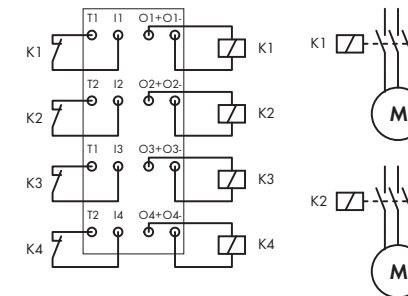 T1 I1 O1+O1-
K1 K1
T2 I2 O2+O2-
K2 K2
T1 I3 O3+O3-
K3 K3
T2 I4 O4+O4-
K4 K4
K1
M
K2
M